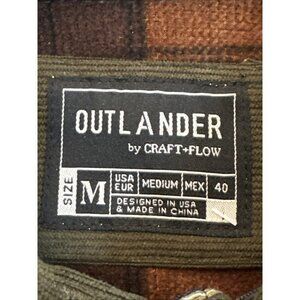 OUTLANDER
by CRAFT+FLOW
SIZE
M
USA
EUR
MEDIUM
MEX
40
DESIGNED IN USA
& MADE IN CHINA